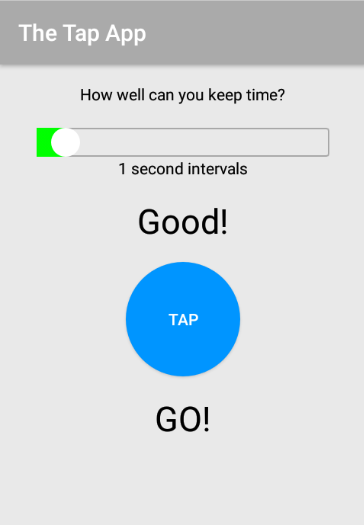 The Tap App
How well can you keep time?
1 second intervals
Good!
TAP
GO!